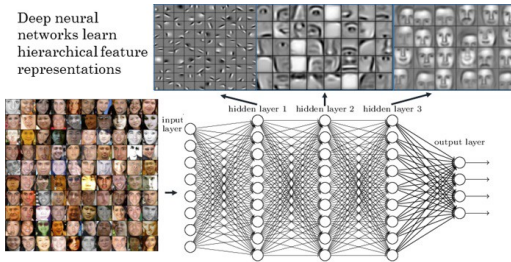 Deep neural
networks learn
hierarchical feature
representations
hidden layer 1 hidden layer 2 hidden layer 3
input
layer
output layer